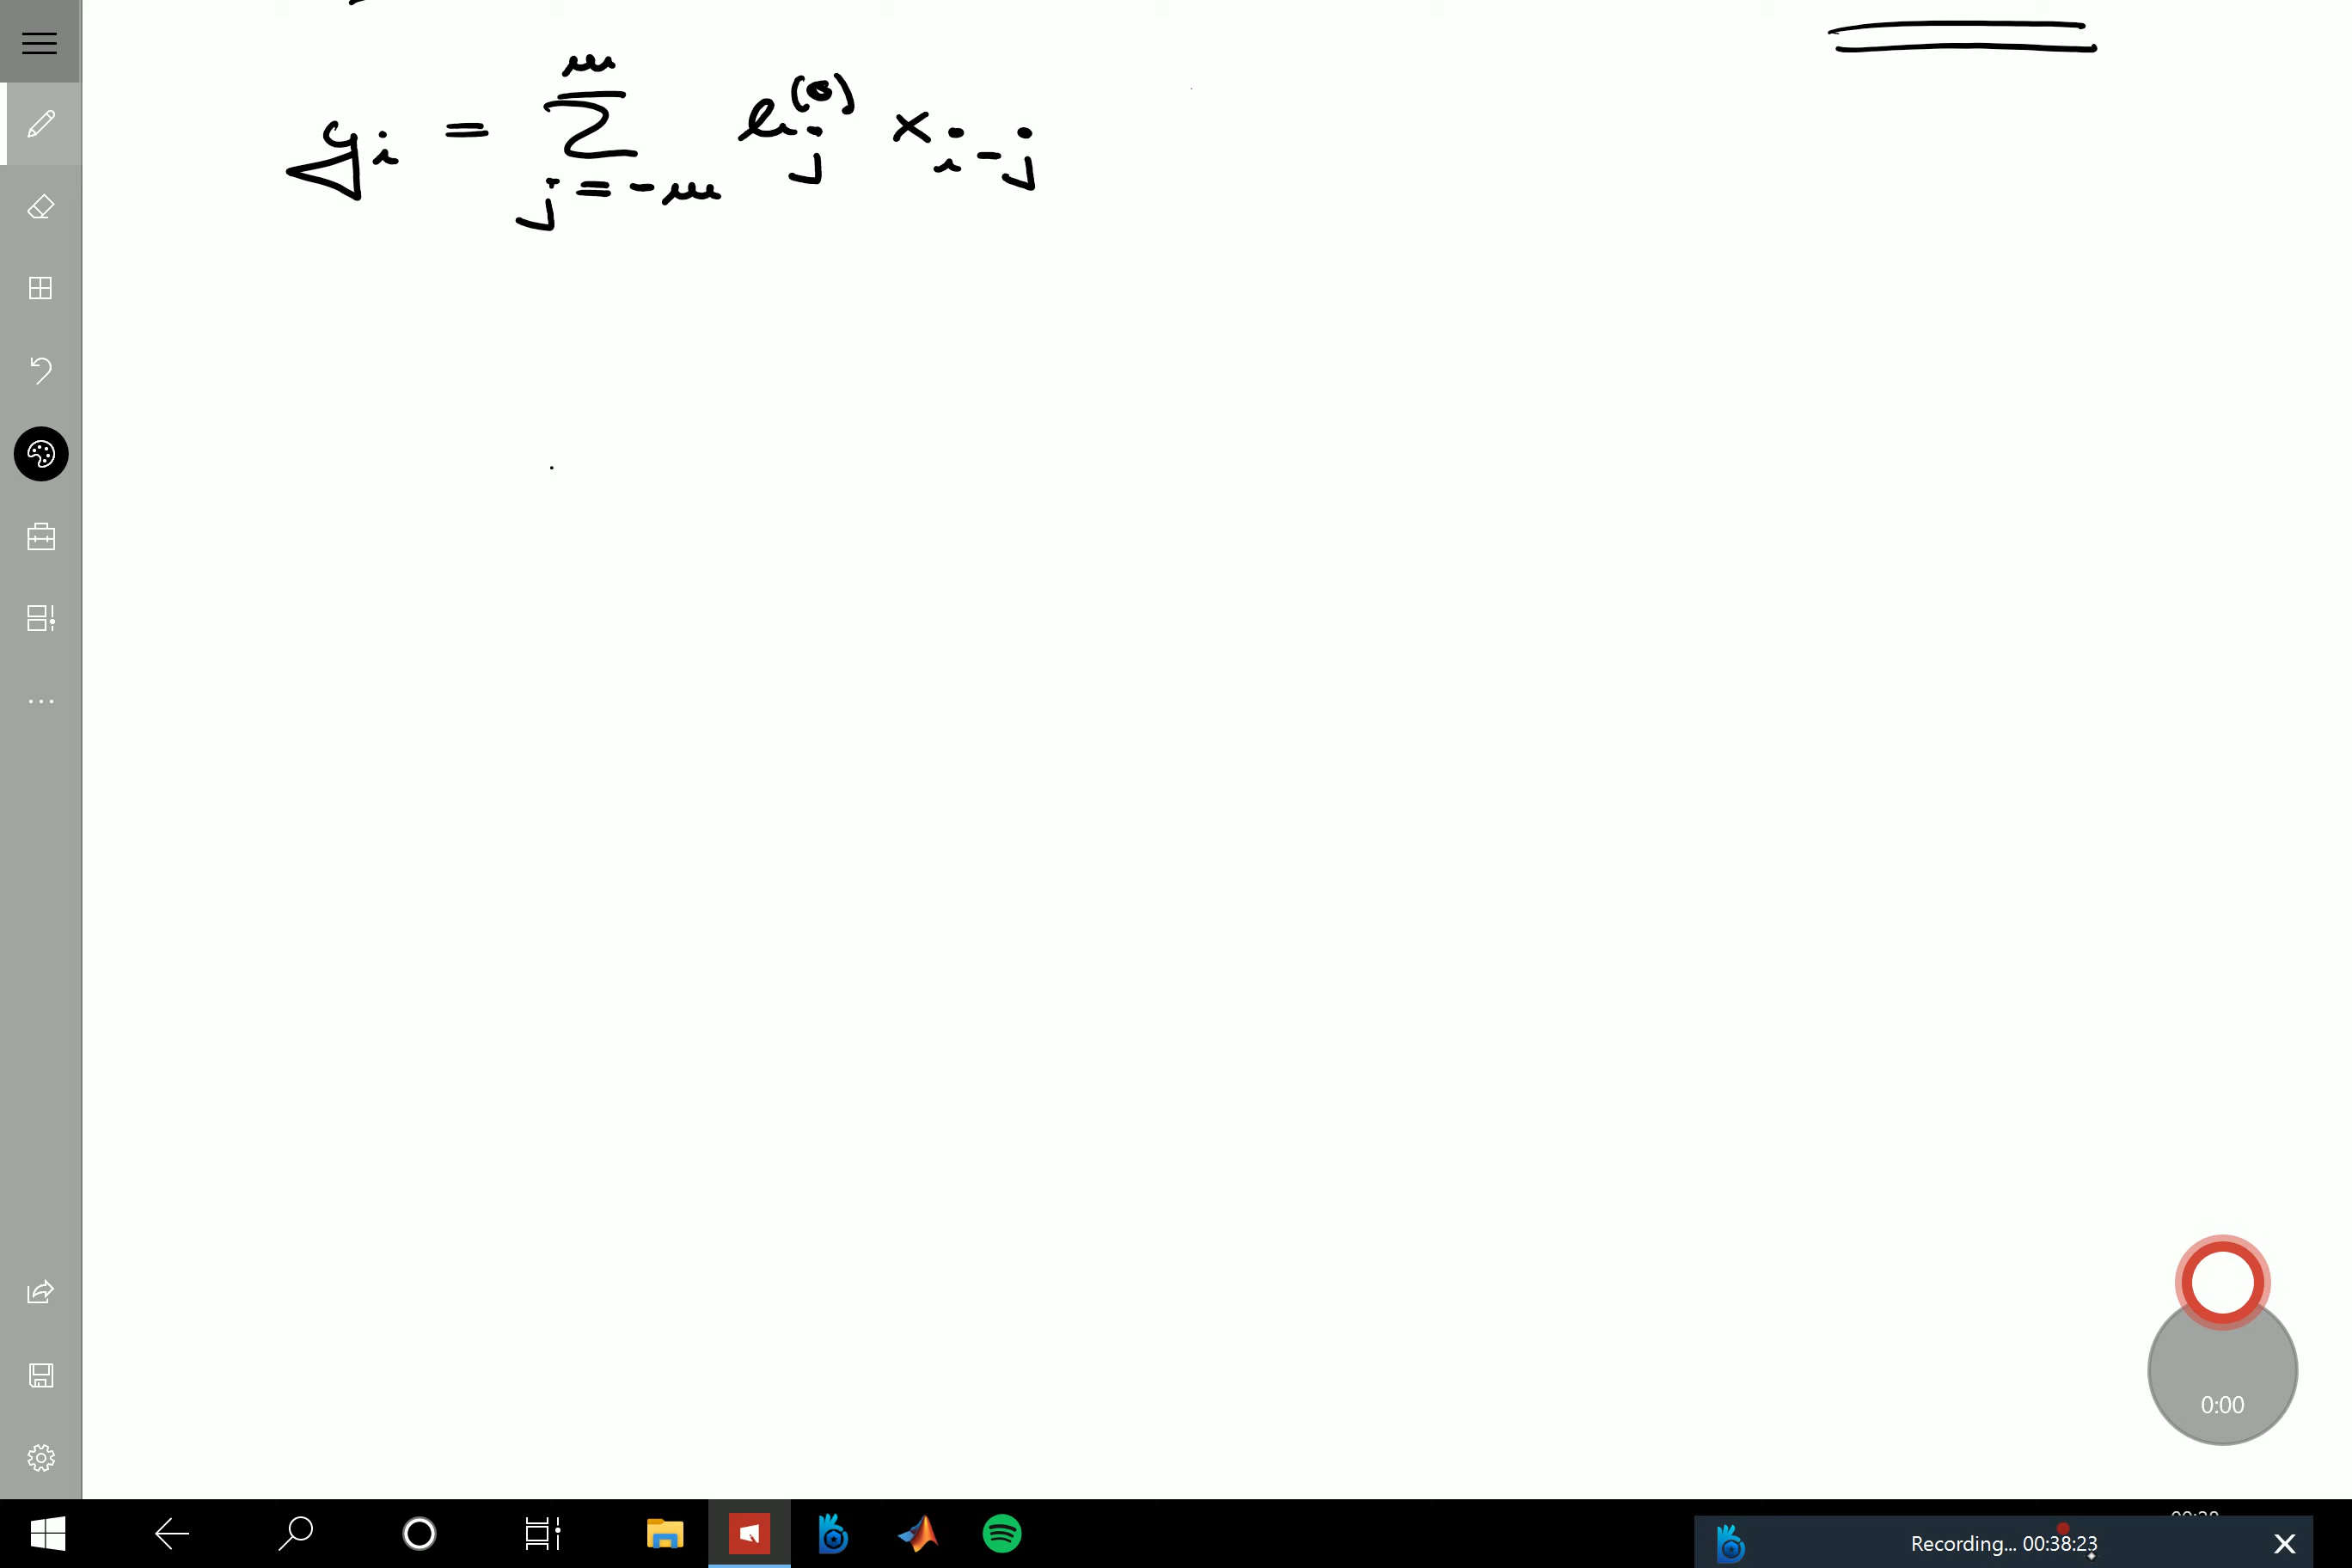 y_i = \sum_{j=-m}^{m} h_j^{(0)} x_{i-j}
0:00
Recording... 00:38:23